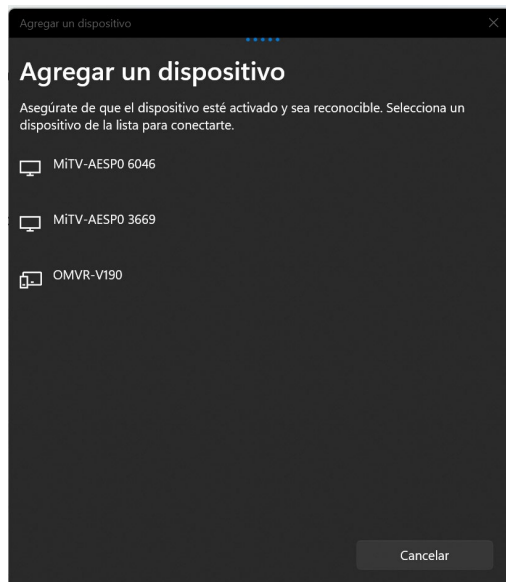 Agregar un dispositivo
Agregar un dispositivo
Asegúrate de que el dispositivo esté activado y sea reconocible. Selecciona un
dispositivo de la lista para conectarte.
MiTV-AESP0 6046
MiTV-AESP0 3669
OMVR-V190
Cancelar